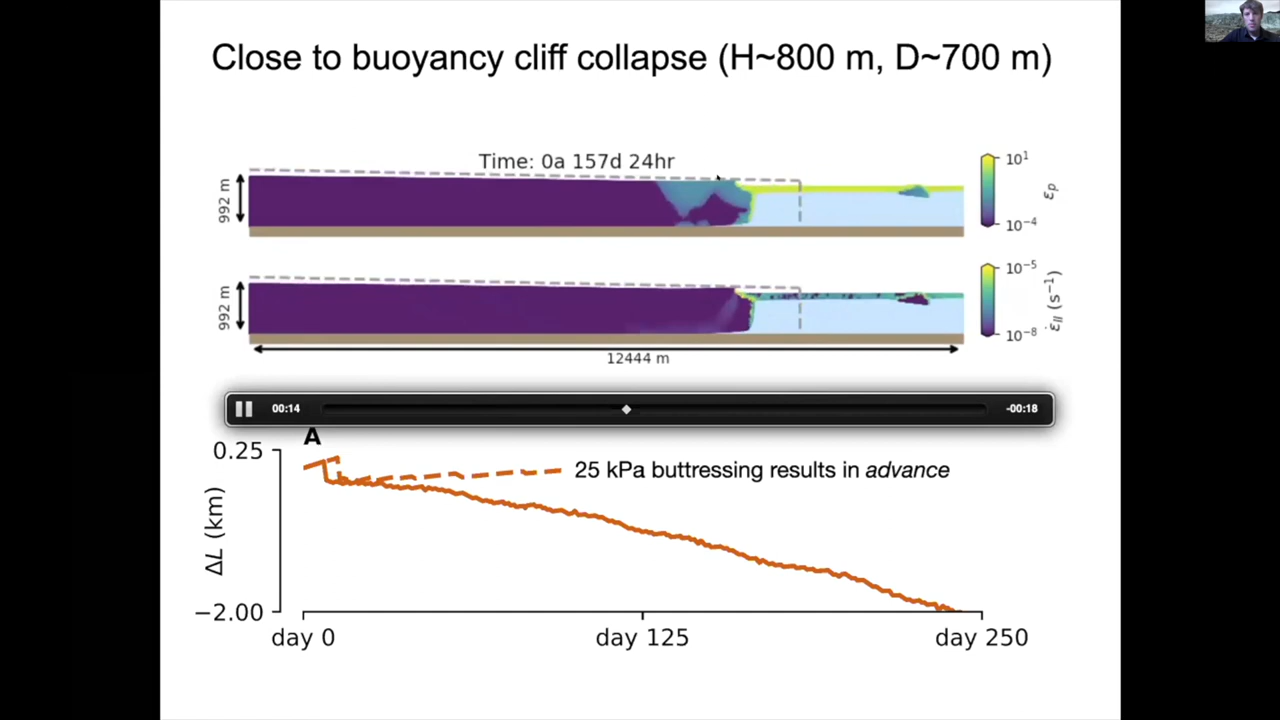 Close to buoyancy cliff collapse (H~800 m, D~700 m)
Time: 0a 157d 24hr
992 m
10¹
10⁻⁴
εₚ
992 m
10⁻⁵
10⁻⁸
ε̇_II (s⁻¹)
12444 m
00:14
-00:18
A
0.25
25 kPa buttressing results in advance
ΔL (km)
−2.00
day 0
day 125
day 250